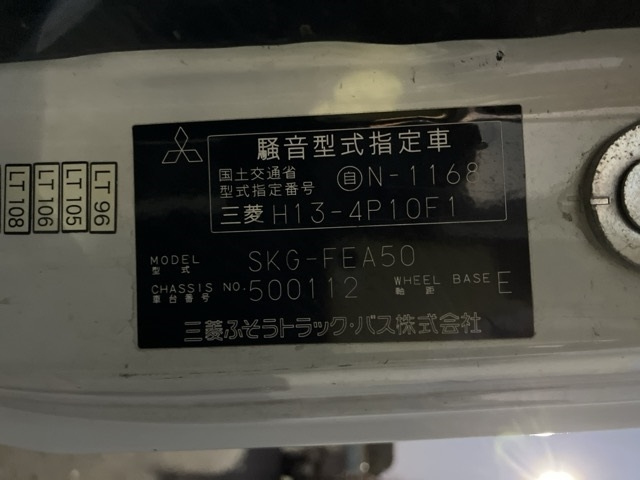 騒音型式指定車
国土交通省
型式指定番号
自N-1168
三菱 H13-4P10F1
MODEL
型式
SKG-FEA50
CHASSIS NO.
車台番号
500112
WHEEL BASE
軸距
E
三菱ふそうトラック・バス株式会社
LT 108
LT 106
LT 105
LT 96